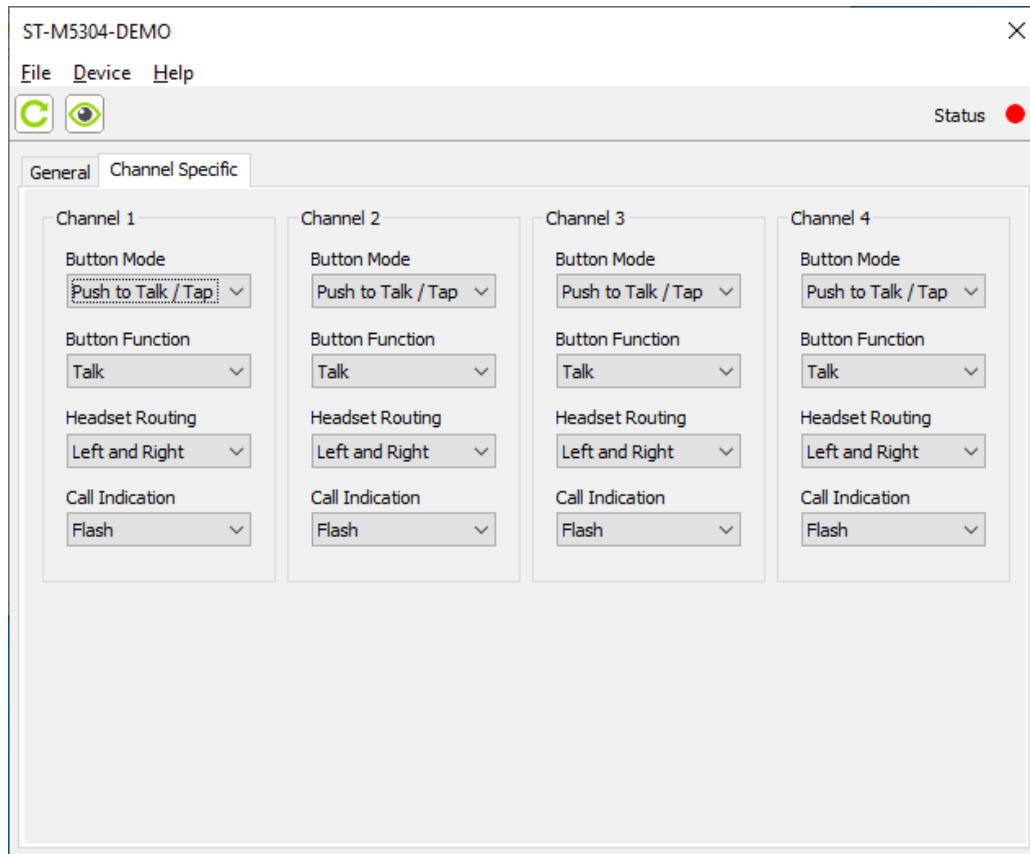 ST-M5304-DEMO
File Device Help
Status
General Channel Specific
Channel 1 Channel 2 Channel 3 Channel 4
Button Mode Button Mode Button Mode Button Mode
Push to Talk / Tap Push to Talk / Tap Push to Talk / Tap Push to Talk / Tap
Button Function Button Function Button Function Button Function
Talk Talk Talk Talk
Headset Routing Headset Routing Headset Routing Headset Routing
Left and Right Left and Right Left and Right Left and Right
Call Indication Call Indication Call Indication Call Indication
Flash Flash Flash Flash